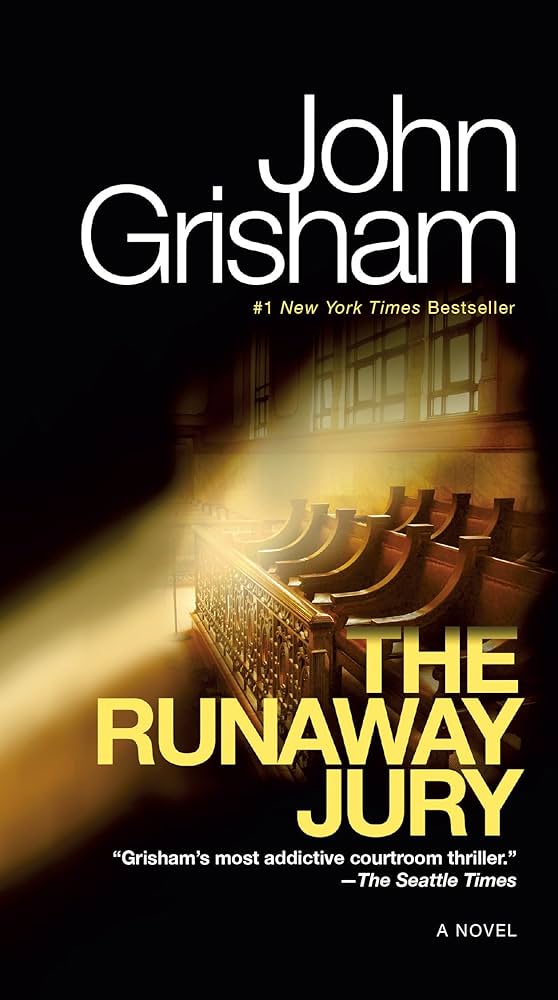 John
Grisham
#1 New York Times Bestseller
THE
RUNAWAY
JURY
“Grisham’s most addictive courtroom thriller.”
—The Seattle Times
A NOVEL